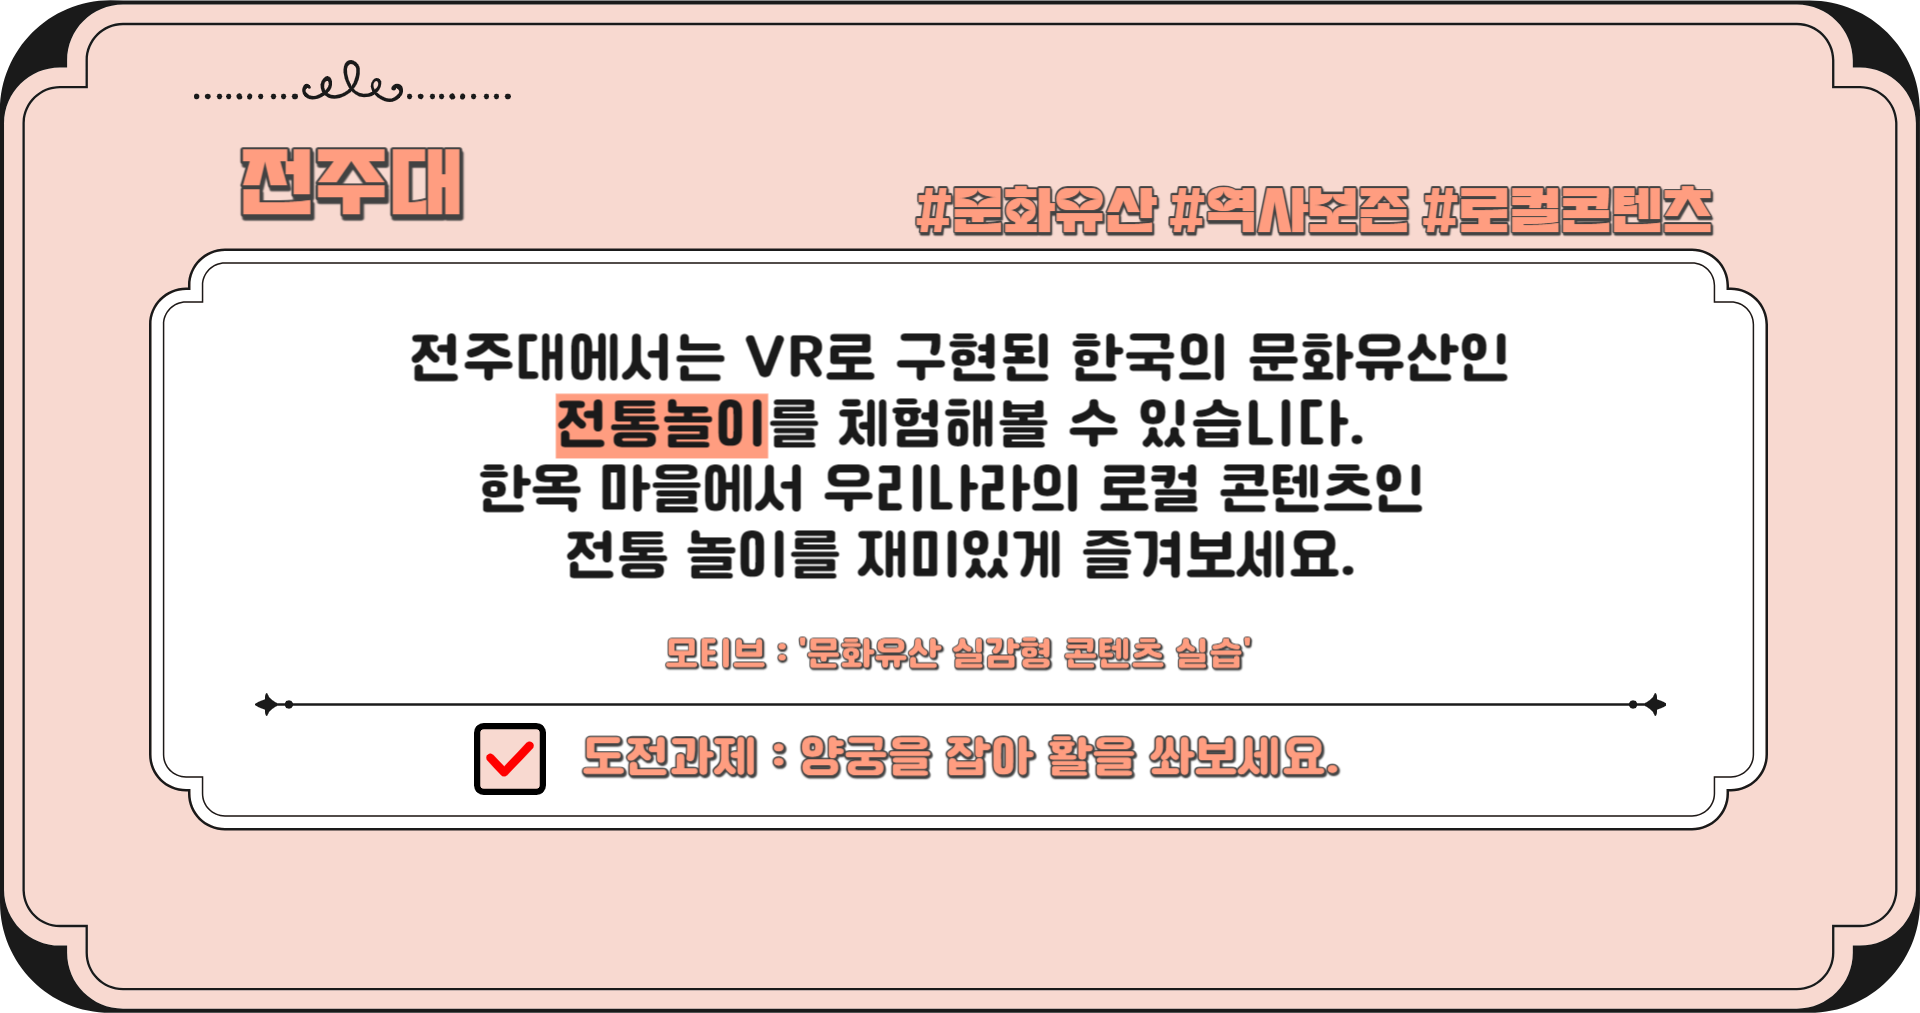 전주대
#문화유산 #역사보존 #로컬콘텐츠
전주대에서는 VR로 구현된 한국의 문화유산인
전통놀이를 체험해볼 수 있습니다.
한옥 마을에서 우리나라의 로컬 콘텐츠인
전통 놀이를 재미있게 즐겨보세요.
모티브 : '문화유산 실감형 콘텐츠 실습'
도전과제 : 양궁을 잡아 활을 쏴보세요.